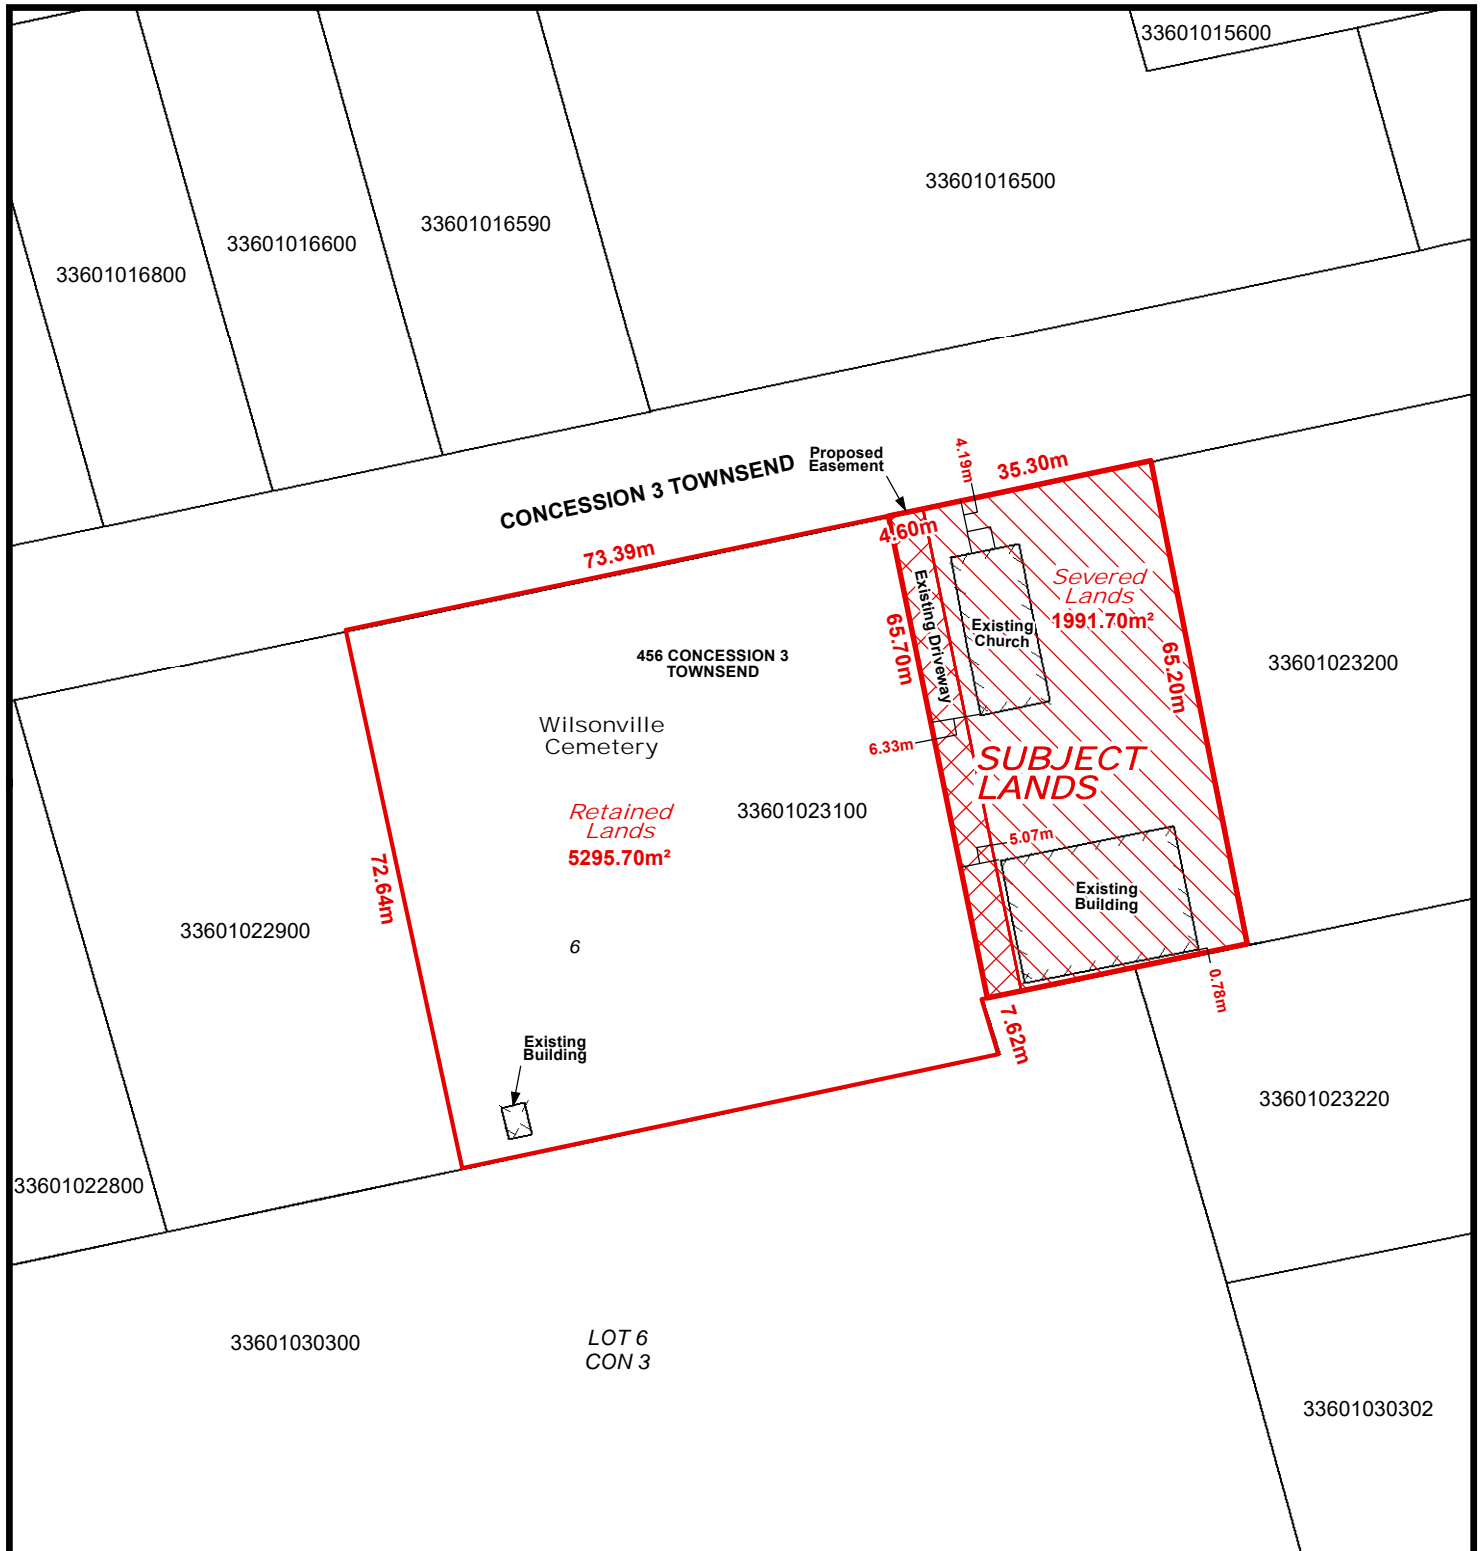 33601015600
33601016500
33601016590
33601016600
33601016800
CONCESSION 3 TOWNSEND
Proposed
Easement
4.19m
35.30m
73.39m
4.60m
Existing Driveway
Severed
Lands
1991.70m²
Existing
Church
65.70m
65.20m
456 CONCESSION 3
TOWNSEND
33601023200
Wilsonville
Cemetery
6.33m
SUBJECT
LANDS
Retained
Lands
5295.70m²
33601023100
5.07m
72.64m
Existing
Building
33601022900
6
0.78m
7.62m
Existing
Building
33601023220
33601022800
33601030300
LOT 6
CON 3
33601030302